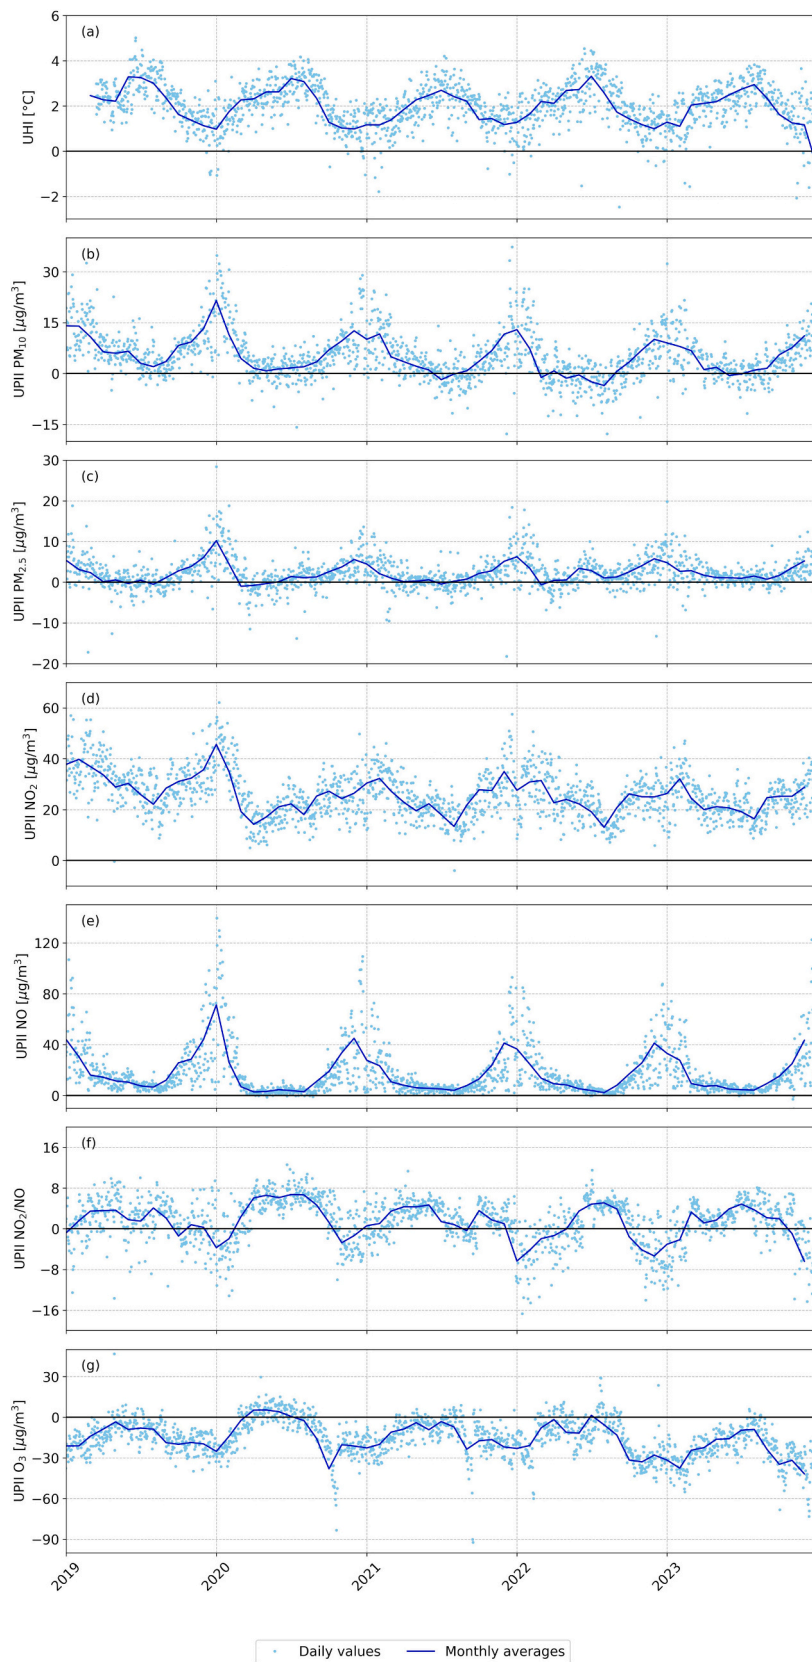 (a)
UHI [°C]
6
4
2
0
−2
(b)
UPII PM₁₀ [μg/m³]
30
15
0
−15
(c)
UPII PM₂.₅ [μg/m³]
30
20
10
0
−10
−20
(d)
UPII NO₂ [μg/m³]
60
40
20
0
(e)
UPII NO [μg/m³]
120
80
40
0
(f)
UPII NO₂/NO
16
8
0
−8
−16
(g)
UPII O₃ [μg/m³]
30
0
−30
−60
−90
2019 2020 2021 2022 2023
Daily values Monthly averages